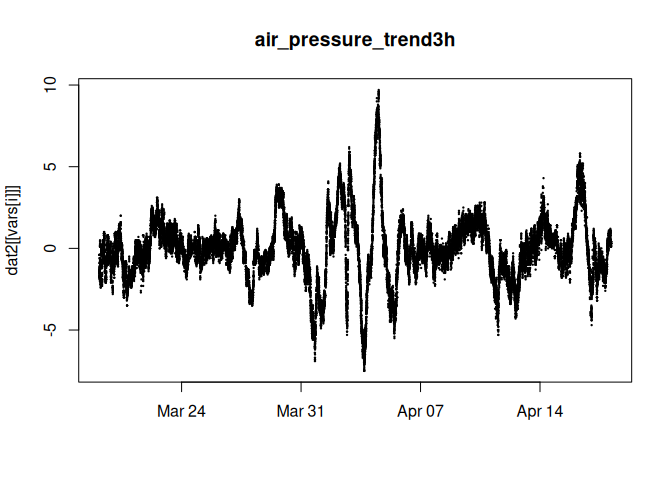 air_pressure_trend3h
dat2[[vars[i]]]
10
5
0
-5
Mar 24
Mar 31
Apr 07
Apr 14